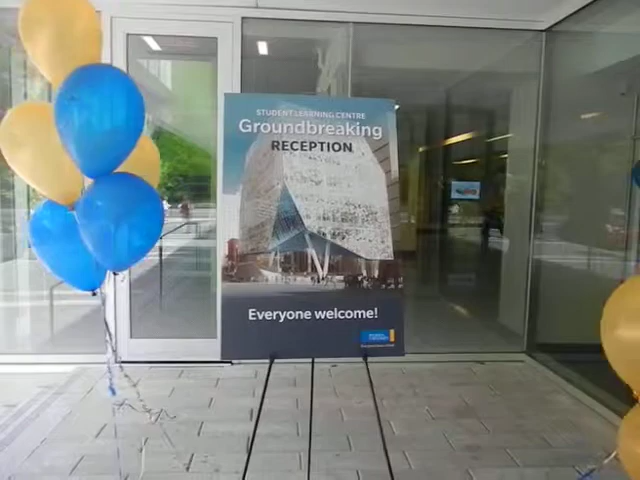 STUDENT LEARNING CENTRE
Groundbreaking
RECEPTION
Everyone welcome!